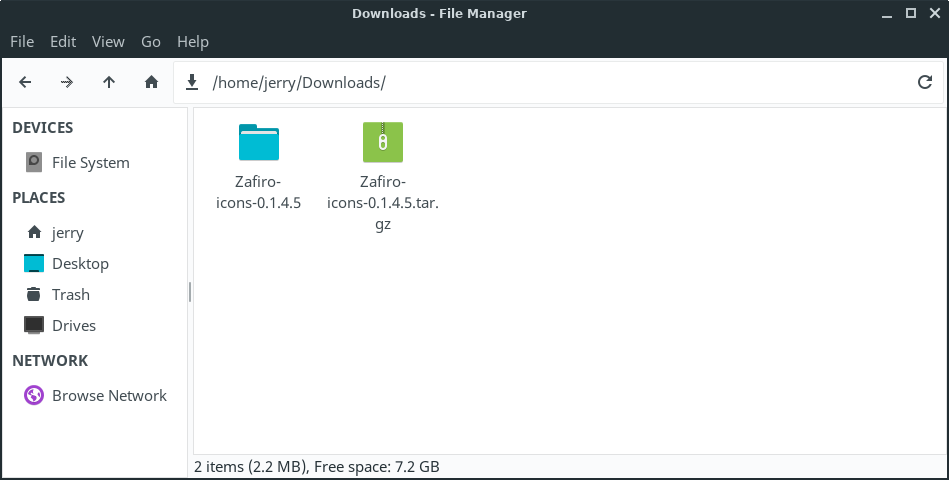 Downloads - File Manager
File Edit View Go Help
/home/jerry/Downloads/
DEVICES
File System
PLACES
jerry
Desktop
Trash
Drives
NETWORK
Browse Network
Zafiro-
icons-0.1.4.5
Zafiro-
icons-0.1.4.5.tar.
gz
2 items (2.2 MB), Free space: 7.2 GB